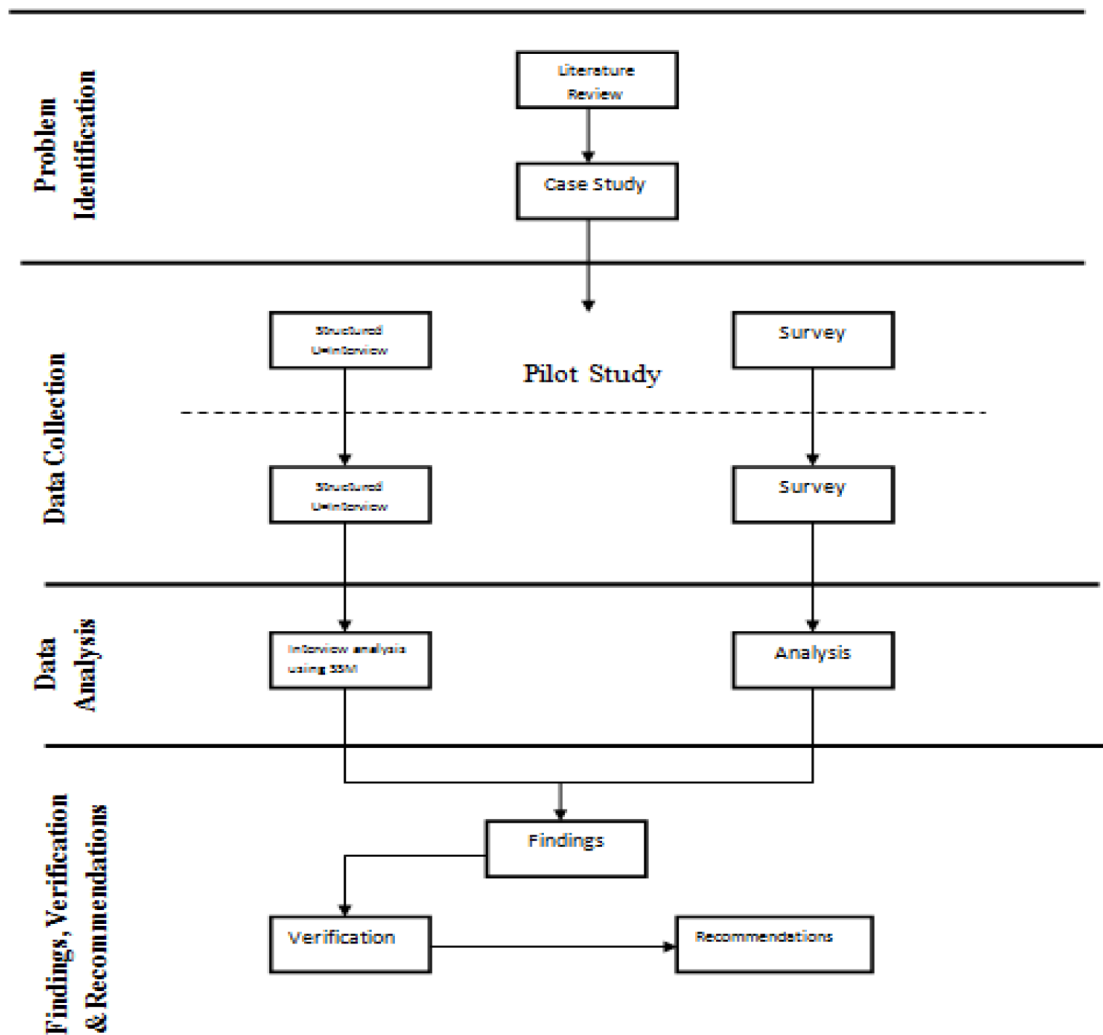 Problem
Identification
Literature
Review
Case Study
Data Collection
Structured
U=Interview
Survey
Pilot Study
Structured
U=Interview
Survey
Data
Analysis
Interview analysis
using SSM
Analysis
Findings, Verification
& Recommendations
Findings
Verification
Recommendations